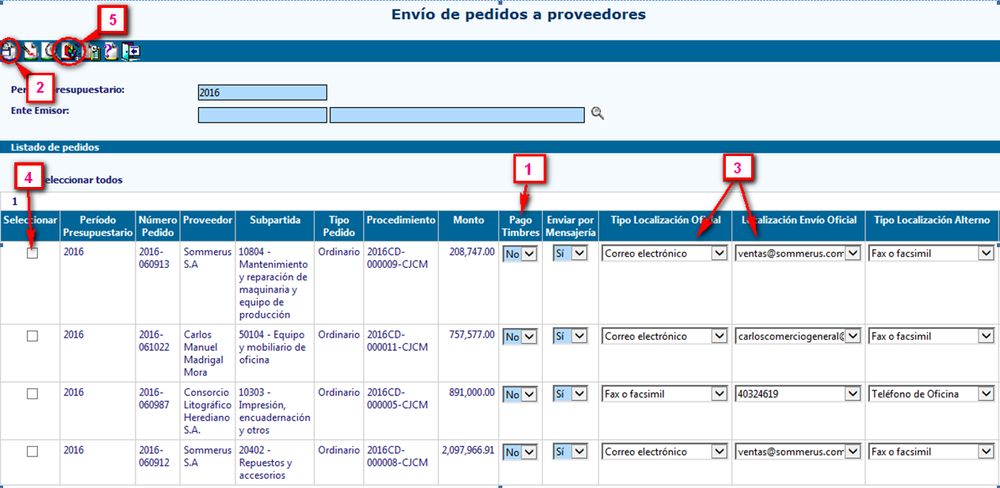 Envío de pedidos a proveedores
5
2
Per resupuestario:
2016
Ente Emisor:
Listado de pedidos
4
eleccionar todos
1
3
1
Seleccionar Período Presupuestario Número Pedido Proveedor Subpartida Tipo Pedido Procedimiento Monto Pago Timbres Enviar por Mensajería Tipo Localización Oficial Localización Envío Oficial Tipo Localización Alterno
2016 2016- Sommerus 10804 - Ordinario 2016CD- 208,747.00 No Sí Correo electrónico ventas@sommerus.com Fax o facsimil
060913 S.A Mantenimiento 000009-CJCM
y reparación de
maquinaria y
equipo de
producción
2016 2016- Carlos 50104 - Equipo Ordinario 2016CD- 757,577.00 No Sí Correo electrónico carloscomerciogeneral@ Fax o facsimil
061022 Manuel y mobiliario de 000011-CJCM
Madrigal oficina
Mora
2016 2016- Consorcio 10303 - Ordinario 2016CD- 891,000.00 No Sí Fax o facsimil 40324619 Teléfono de Oficina
060987 Litográfico Impresión, 000005-CJCM
Herediano encuadernación
S.A. y otros
2016 2016- Sommerus 20402 - Ordinario 2016CD- 2,097,966.91 No Sí Correo electrónico ventas@sommerus.com Fax o facsimil
060912 S.A Repuestos y 000008-CJCM
accesorios